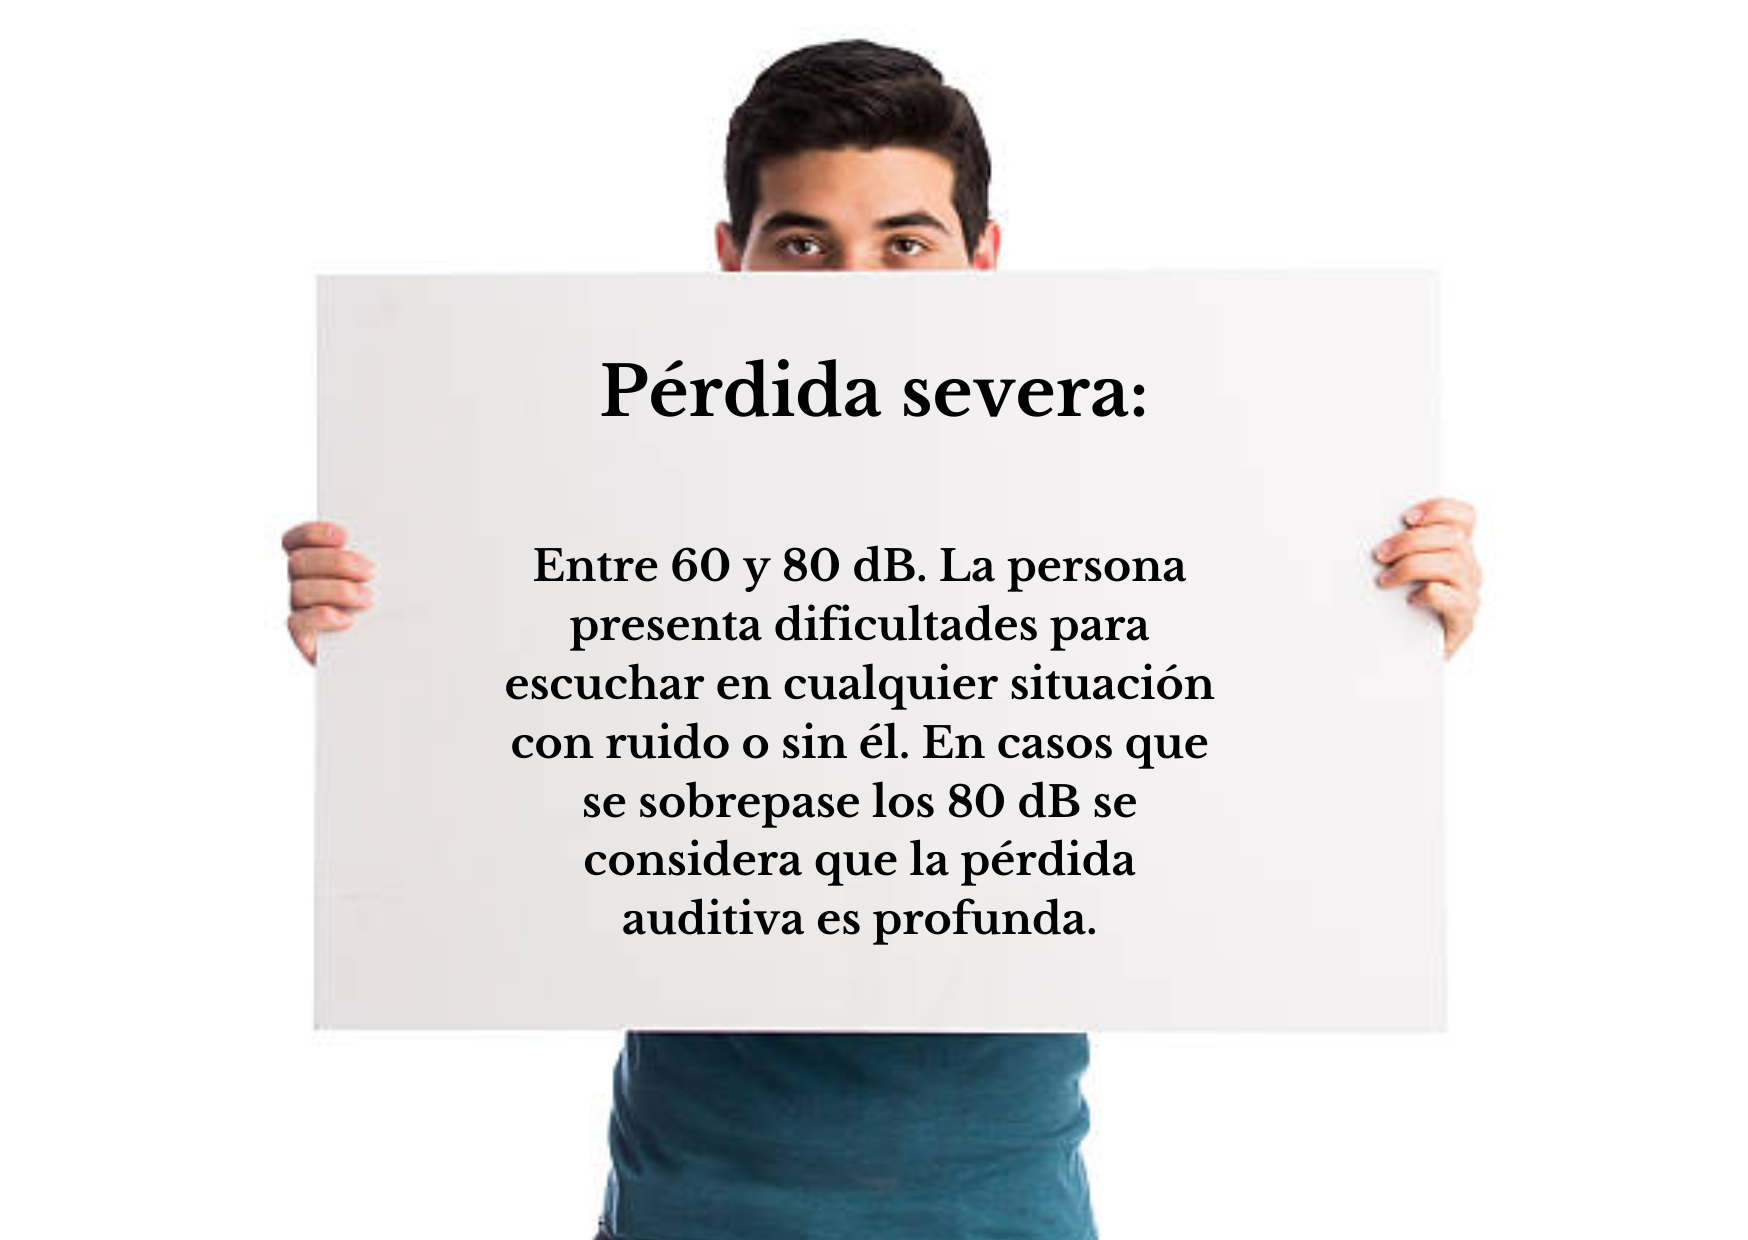 Pérdida severa:
Entre 60 y 80 dB. La persona
presenta dificultades para
escuchar en cualquier situación
con ruido o sin él. En casos que
se sobrepase los 80 dB se
considera que la pérdida
auditiva es profunda.